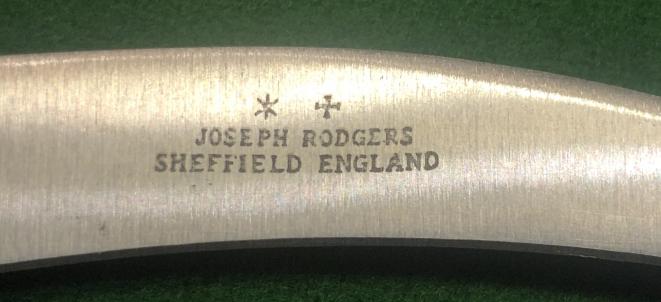 JOSEPH RODGERS
SHEFFIELD ENGLAND